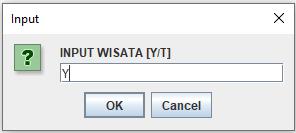 Input
INPUT WISATA [Y/T]
Y
OK Cancel